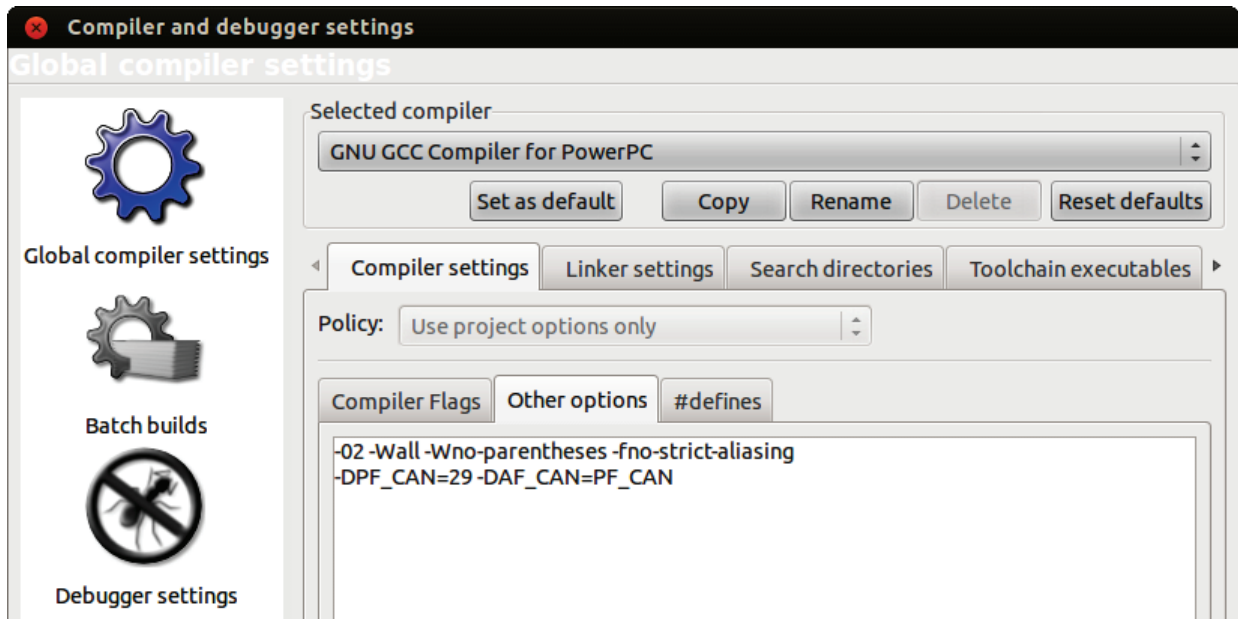 Compiler and debugger settings
Global compiler settings
Selected compiler
GNU GCC Compiler for PowerPC
Set as default Copy Rename Delete Reset defaults
Global compiler settings
Compiler settings Linker settings Search directories Toolchain executables
Policy: Use project options only
Batch builds
Compiler Flags Other options #defines
-02 -Wall -Wno-parentheses -fno-strict-aliasing
-DPF_CAN=29 -DAF_CAN=PF_CAN
Debugger settings